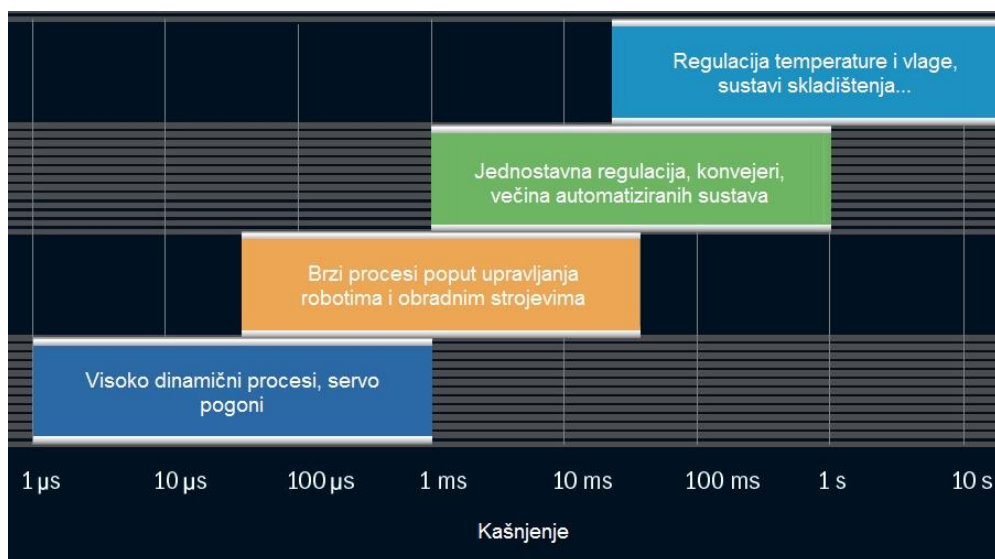 Regulacija temperature i vlage,
sustavi skladištenja...
Jednostavna regulacija, konvejeri,
večina automatiziranih sustava
Brzi procesi poput upravljanja
robotima i obradnim strojevima
Visoko dinamični procesi, servo
pogoni
1 µs 10 µs 100 µs 1 ms 10 ms 100 ms 1 s 10 s
Kašnjenje